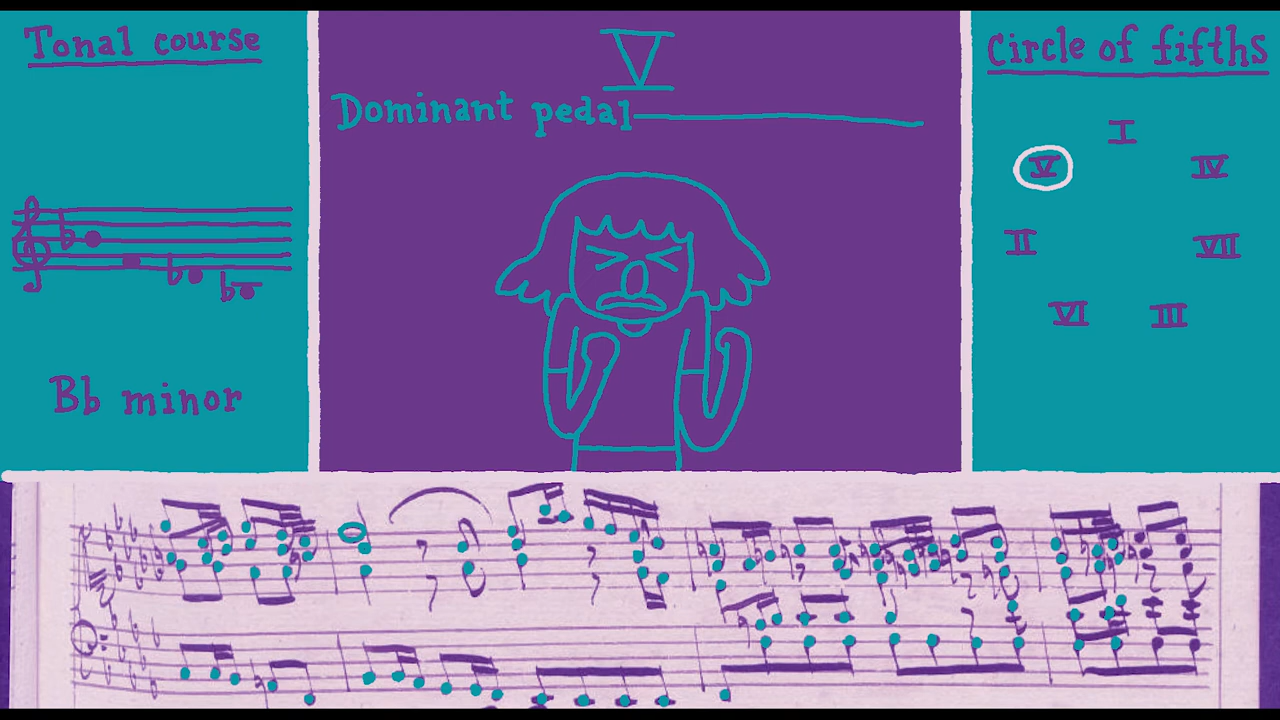 Tonal course
Bb minor
V
Dominant pedal
Circle of fifths
I
V
IV
II
VII
VI
III